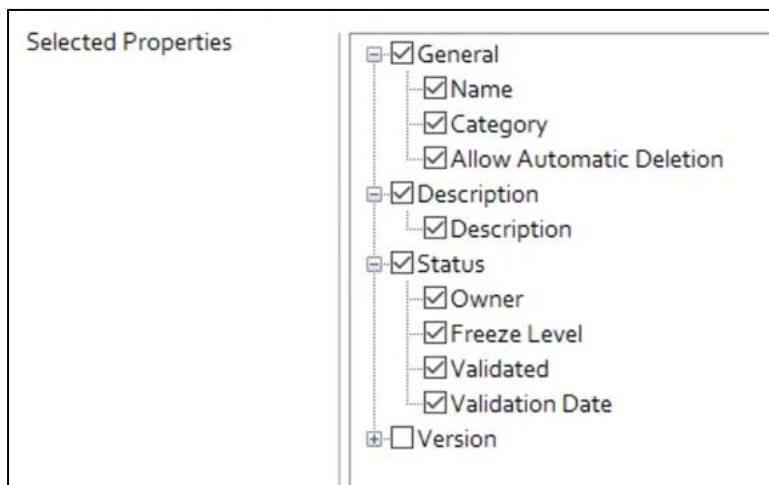 Selected Properties
General
Name
Category
Allow Automatic Deletion
Description
Description
Status
Owner
Freeze Level
Validated
Validation Date
Version